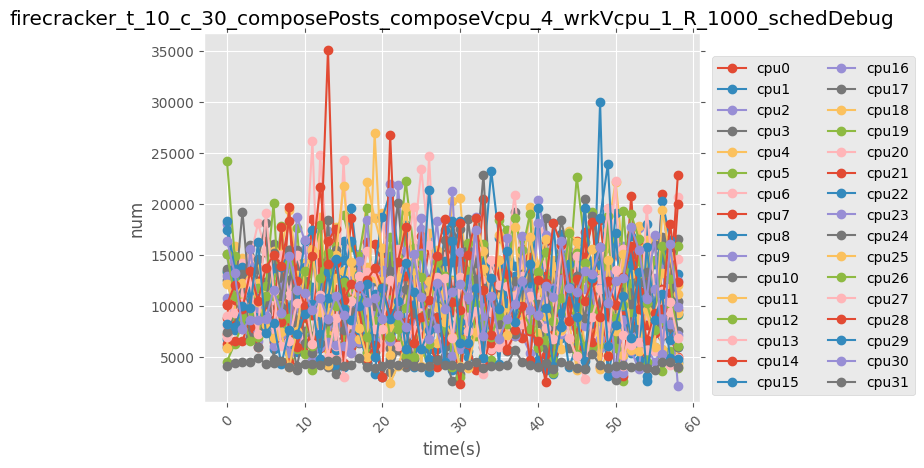 firecracker_t_10_c_30_composePosts_composeVcpu_4_wrkVcpu_1_R_1000_schedDebug
35000
30000
25000
20000
15000
10000
5000
num
0
10
20
30
40
50
60
time(s)
cpu0
cpu1
cpu2
cpu3
cpu4
cpu5
cpu6
cpu7
cpu8
cpu9
cpu10
cpu11
cpu12
cpu13
cpu14
cpu15
cpu16
cpu17
cpu18
cpu19
cpu20
cpu21
cpu22
cpu23
cpu24
cpu25
cpu26
cpu27
cpu28
cpu29
cpu30
cpu31